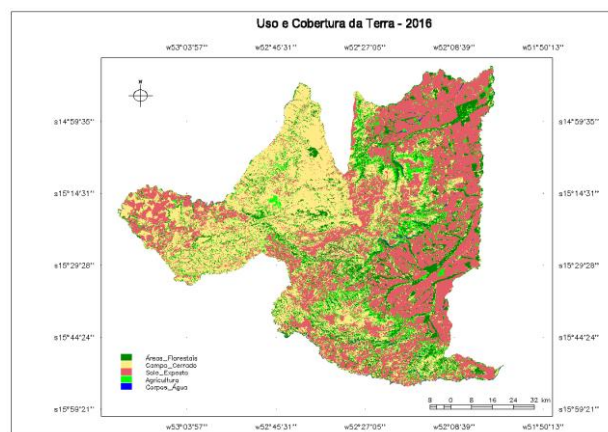 Uso e Cobertura da Terra - 2016
w53°03'57" w52°45'31" w52°27'05" w52°08'39" w51°50'13"
N
s14°59'35" s14°59'35"
s15°14'31" s15°14'31"
s15°29'28" s15°29'28"
s15°44'24" s15°44'24"
s15°59'21" s15°59'21"
Áreas_Florestais
Campo_Cerrado
Solo_Exposto
Agricultura
Corpos_Água
8 0 8 16 24 32 km
w53°03'57" w52°45'31" w52°27'05" w52°08'39" w51°50'13"